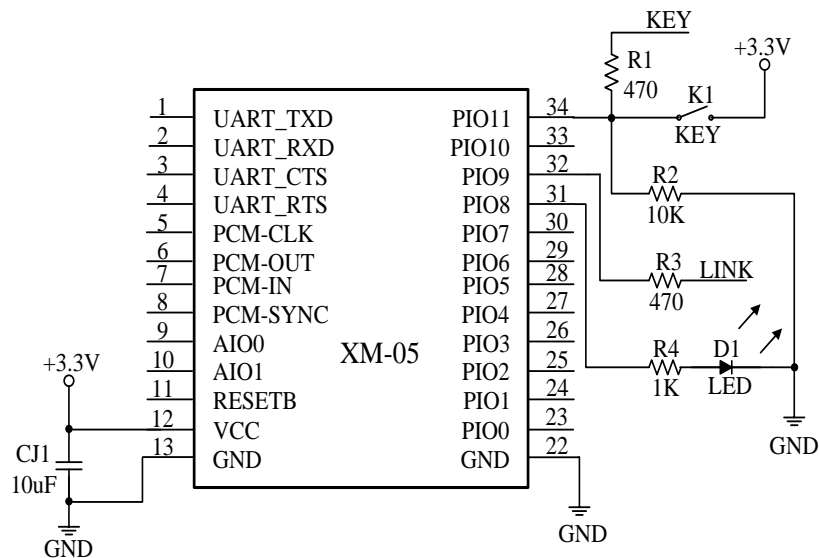 KEY
+3.3V
R1
470
K1
KEY
1 UART_TXD PIO11 34
2 UART_RXD PIO10 33
3 UART_CTS PIO9 32
4 UART_RTS PIO8 31
5 PCM-CLK PIO7 30
6 PCM-OUT PIO6 29
7 PCM-IN PIO5 28
8 PCM-SYNC PIO4 27
9 AIO0 PIO3 26
10 AIO1 PIO2 25
11 RESETB PIO1 24
12 VCC PIO0 23
13 GND GND 22
XM-05
R2
10K
R3
470
LINK
R4
1K
D1
LED
GND
GND
+3.3V
CJ1
10uF
GND